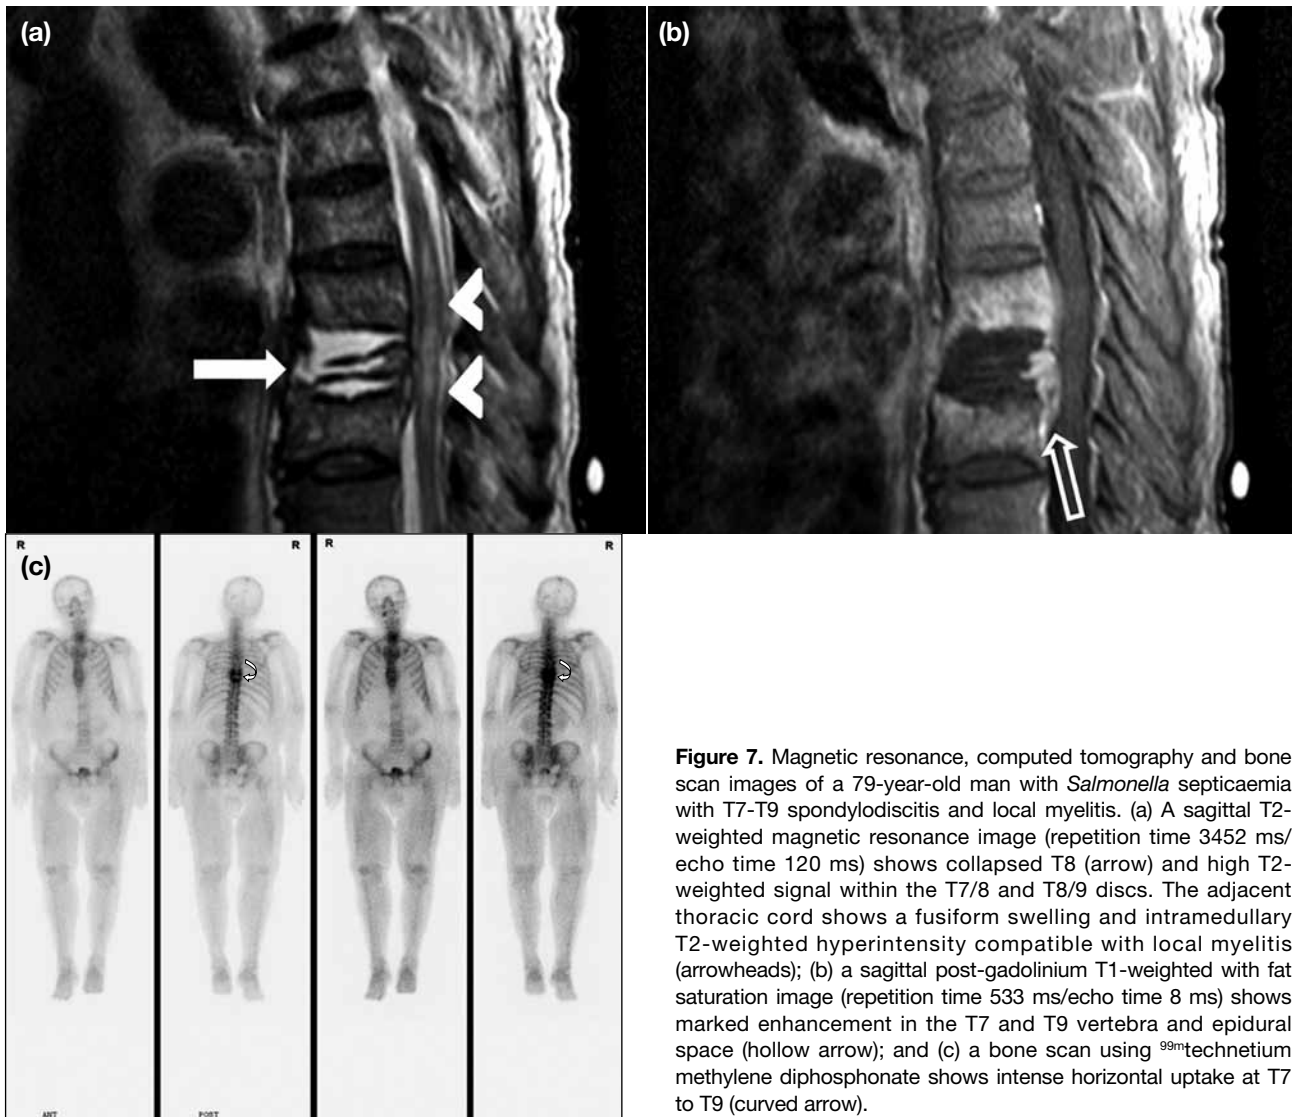 (a)
(b)
(c)
R
R
R
R
ANT
POST
Figure 7. Magnetic resonance, computed tomography and bone
scan images of a 79-year-old man with Salmonella septicaemia
with T7-T9 spondylodiscitis and local myelitis. (a) A sagittal T2-
weighted magnetic resonance image (repetition time 3452 ms/
echo time 120 ms) shows collapsed T8 (arrow) and high T2-
weighted signal within the T7/8 and T8/9 discs. The adjacent
thoracic cord shows a fusiform swelling and intramedullary
T2-weighted hyperintensity compatible with local myelitis
(arrowheads); (b) a sagittal post-gadolinium T1-weighted with fat
saturation image (repetition time 533 ms/echo time 8 ms) shows
marked enhancement in the T7 and T9 vertebra and epidural
space (hollow arrow); and (c) a bone scan using 99mtechnetium
methylene diphosphonate shows intense horizontal uptake at T7
to T9 (curved arrow).